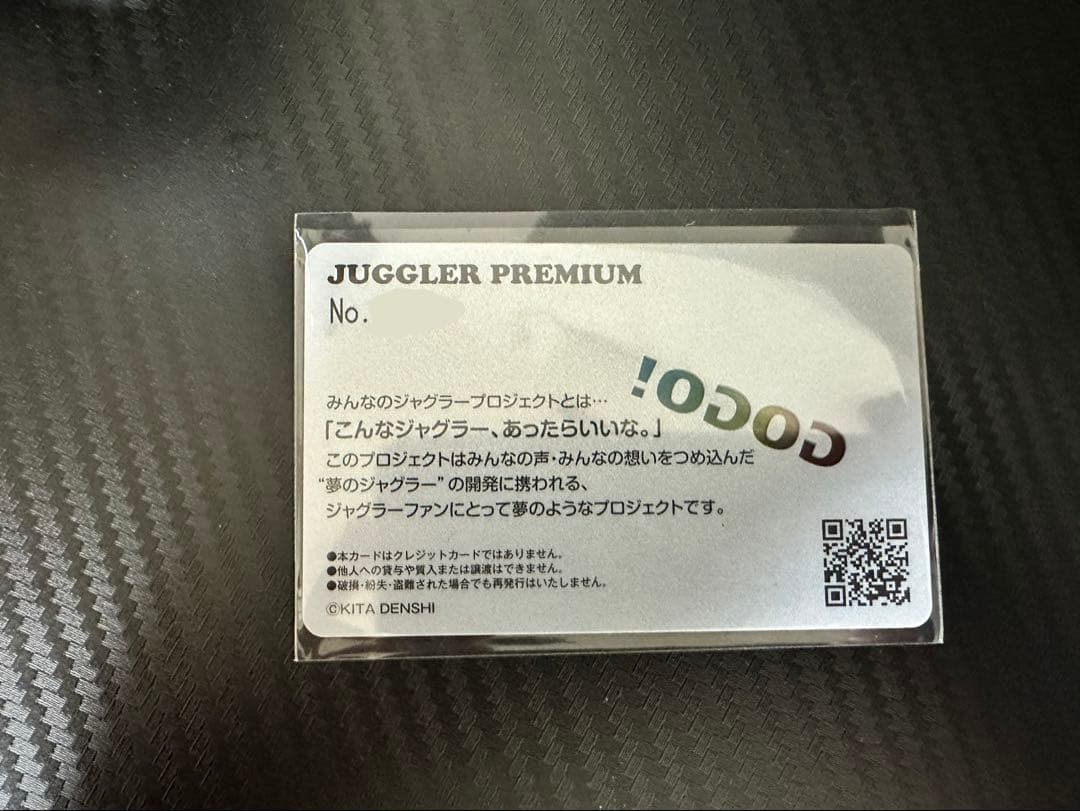 JUGGLER PREMIUM
No.
GOGO!
みんなのジャグラープロジェクトとは…
「こんなジャグラー、あったらいいな。」
このプロジェクトはみんなの声・みんなの想いをつめ込んだ
“夢のジャグラー”の開発に携われる、
ジャグラーファンにとって夢のようなプロジェクトです。
●本カードはクレジットカードではありません。
●他人への貸与や質入または譲渡はできません。
●破損・紛失・盗難された場合でも再発行はいたしません。
©KITA DENSHI